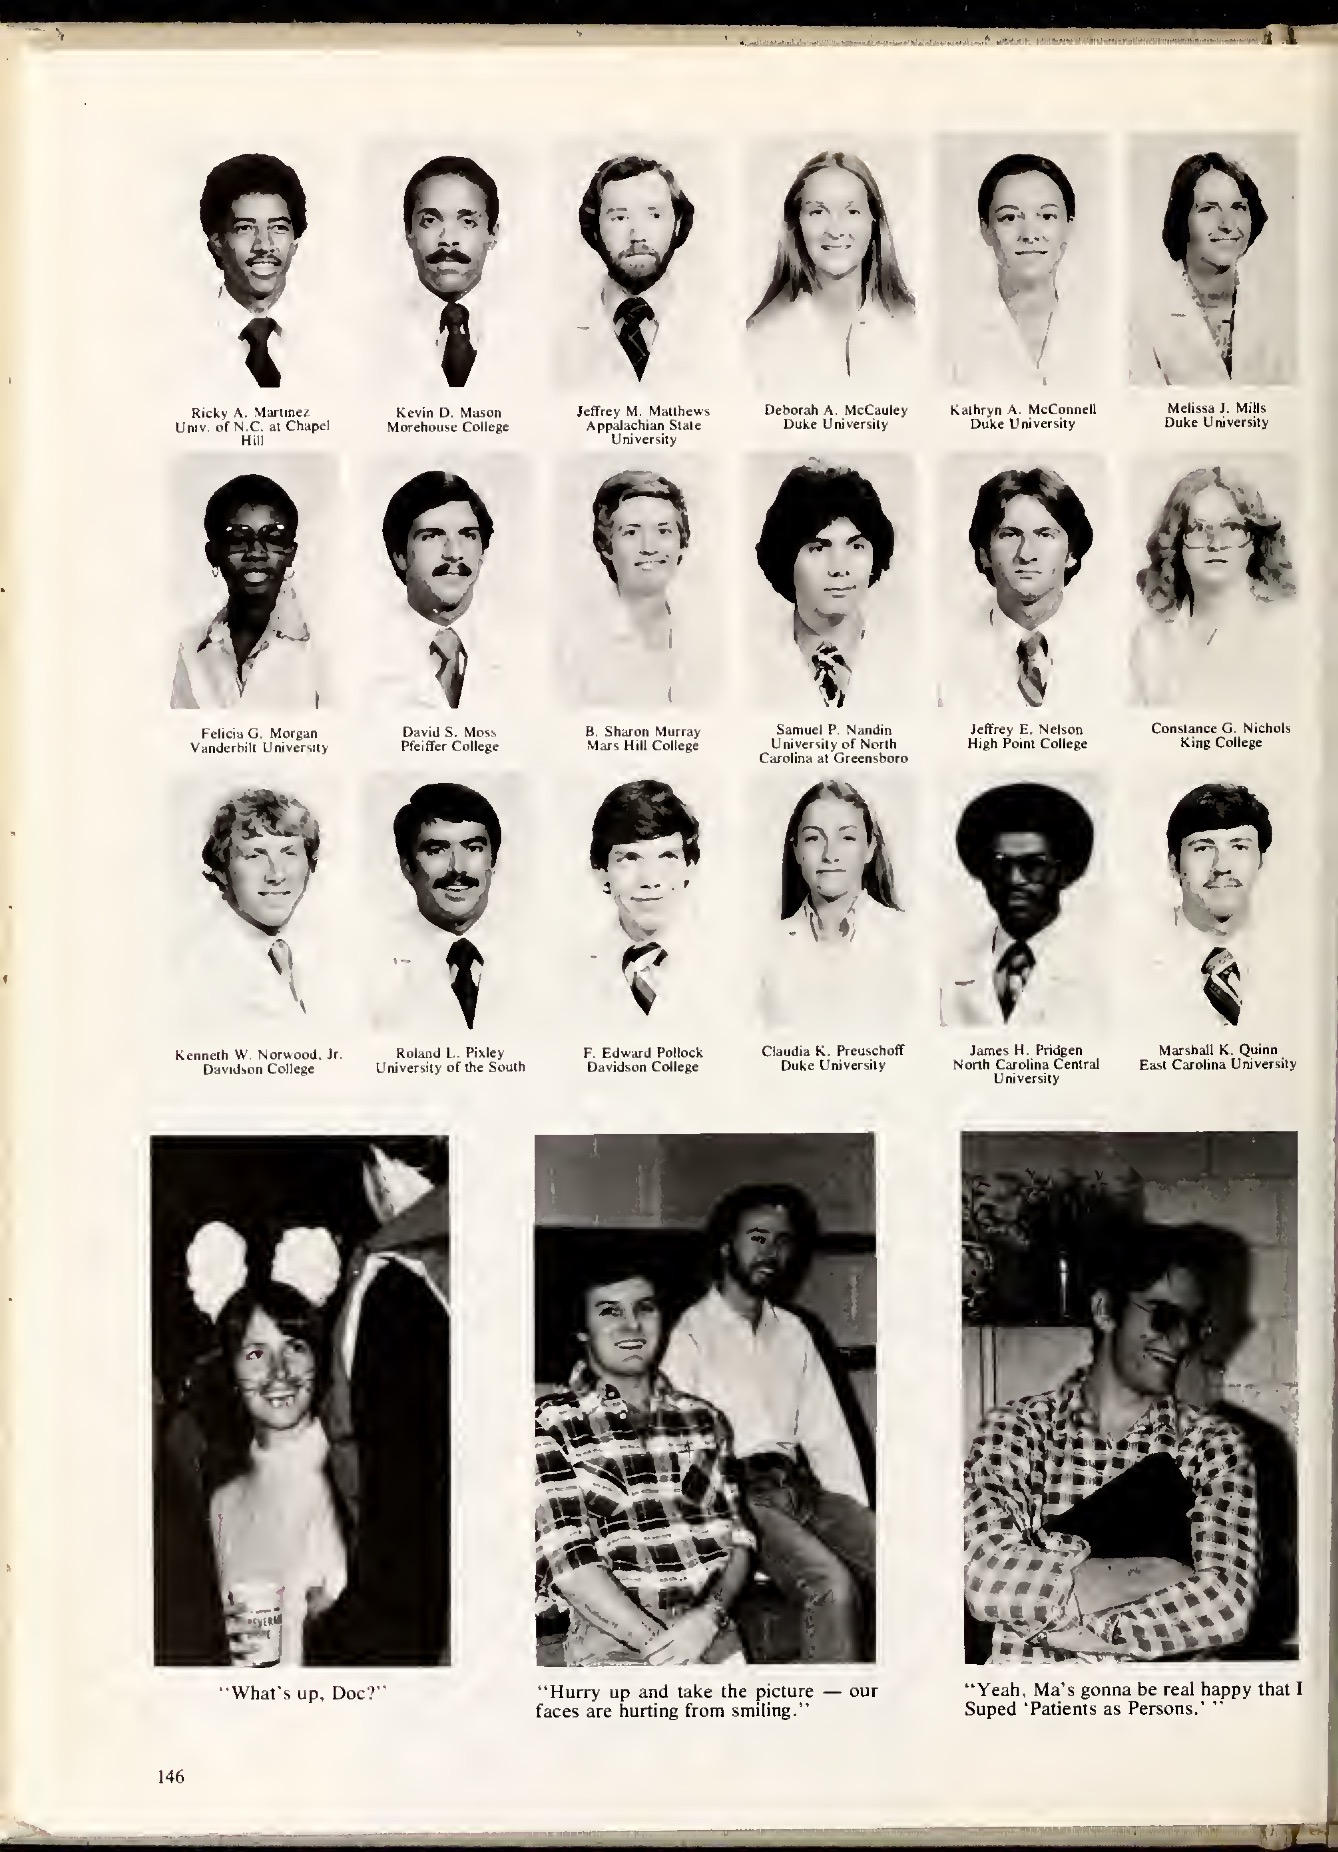 Ricky A. Martinez
Univ. of N.C. at Chapel
Hill
Kevin D. Mason
Morehouse College
Jeffrey M. Matthews
Appalachian State
University
Deborah A. McCauley
Duke University
Kathryn A. McConnell
Duke University
Melissa J. Mills
Duke University
Felicia G. Morgan
Vanderbilt University
David S. Moss
Pfeiffer College
B. Sharon Murray
Mars Hill College
Samuel P. Nandin
University of North
Carolina at Greensboro
Jeffrey E. Nelson
High Point College
Constance G. Nichols
King College
Kenneth W. Norwood, Jr.
Davidson College
Roland L. Pixley
University of the South
F. Edward Pollock
Davidson College
Claudia K. Preuschoff
Duke University
James H. Pridgen
North Carolina Central
University
Marshall K. Quinn
East Carolina University
"What's up, Doc?"
"Hurry up and take the picture — our
faces are hurting from smiling."
"Yeah, Ma's gonna be real happy that I
Suped 'Patients as Persons.' "
146